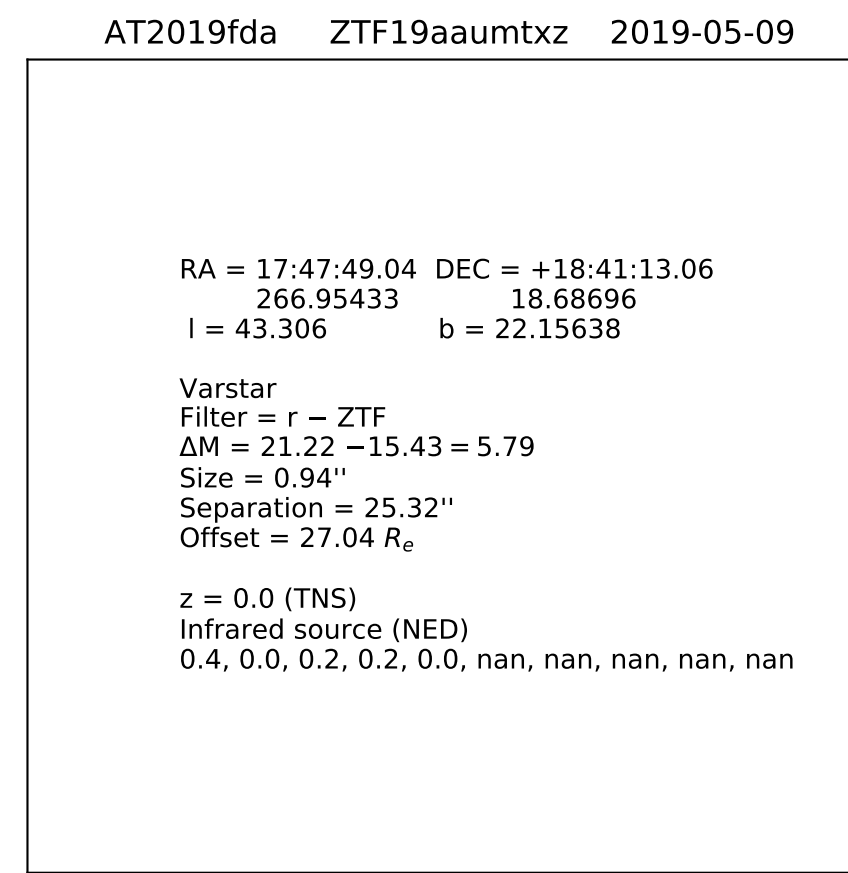 AT2019fda ZTF19aaumtxz 2019-05-09
RA = 17:47:49.04 DEC = +18:41:13.06
266.95433 18.68696
l = 43.306 b = 22.15638
Varstar
Filter = r − ZTF
ΔM = 21.22 −15.43 = 5.79
Size = 0.94''
Separation = 25.32''
Offset = 27.04 Rₑ
z = 0.0 (TNS)
Infrared source (NED)
0.4, 0.0, 0.2, 0.2, 0.0, nan, nan, nan, nan, nan